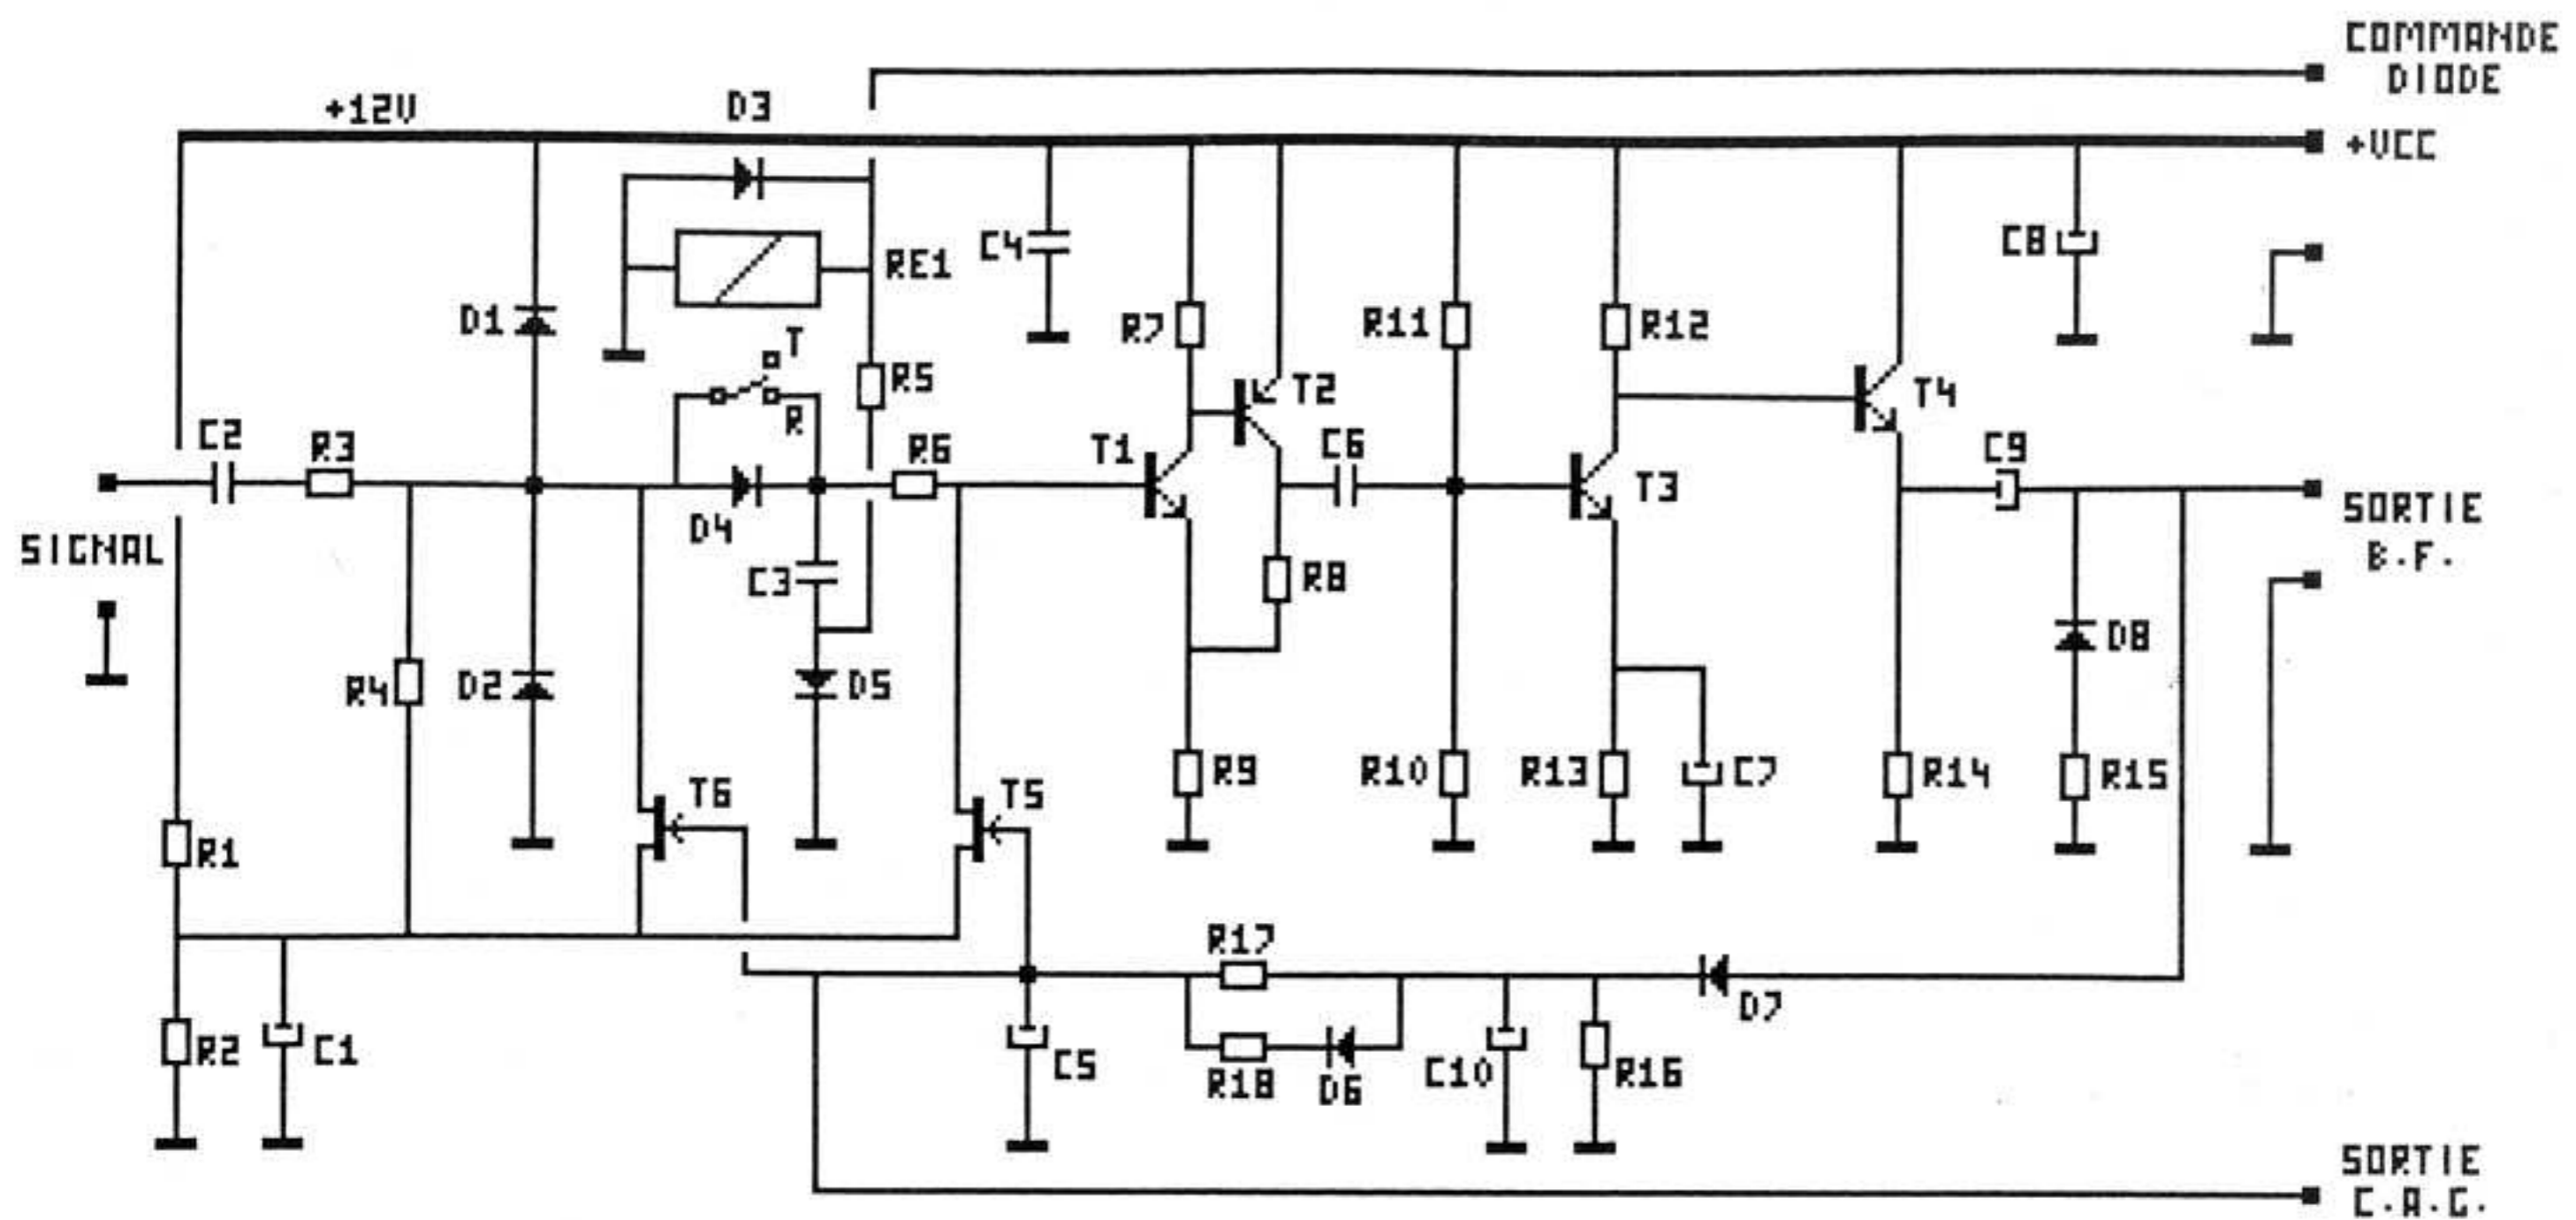 COMMANDE
DIODE
+12V
D3
+VCC
RE1
C4
C8
D1
R7
R11
R12
T
R5
T2
T4
R
C2
R3
R6
T1
C6
T3
C9
D4
SORTIE
B.F.
SIGNAL
C3
R8
D8
R4
D2
D5
T6
T5
R9
R10
R13
C7
R14
R15
R1
R17
D7
R2
C1
C5
R18
D6
C10
R16
SORTIE
C.A.G.